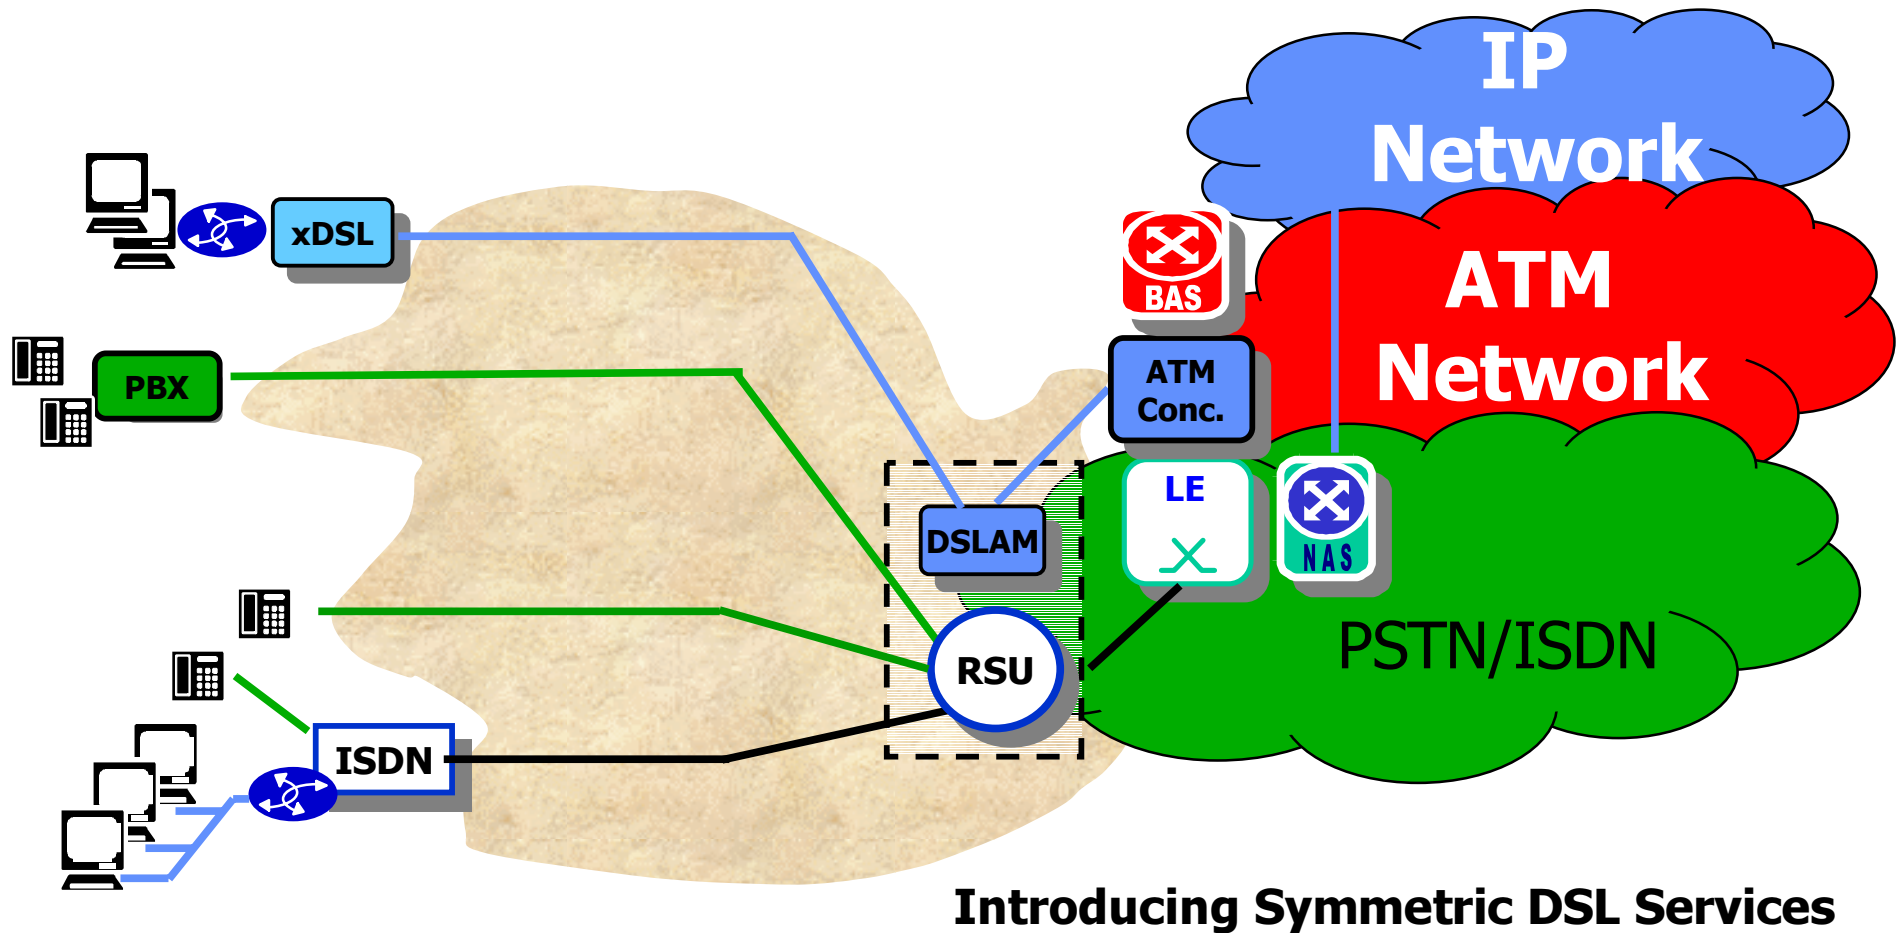 IP
Network
xDSL
ATM
Network
BAS
PBX
ATM
Conc.
LE
DSLAM
NAS
RSU
PSTN/ISDN
ISDN
Introducing Symmetric DSL Services